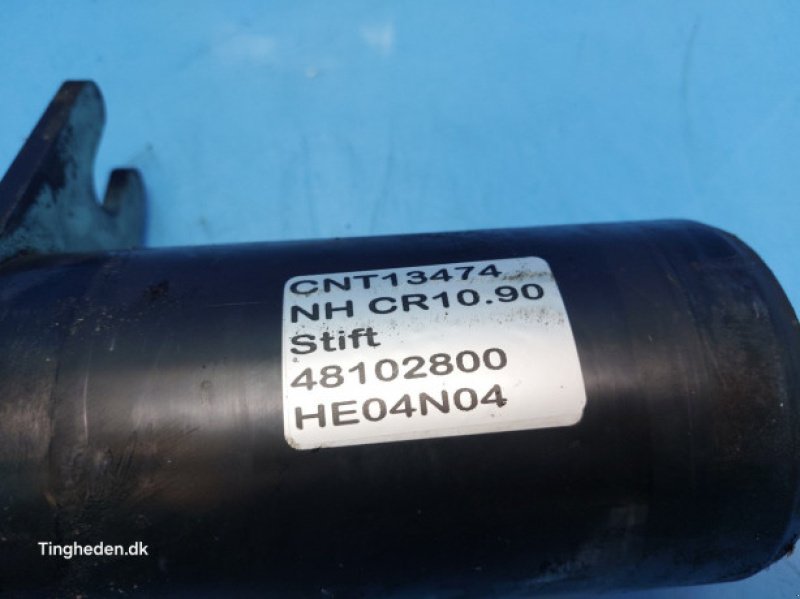 CNT13474
NH CR10.90
Stift
48102800
HE04N04
Tingheden.dk